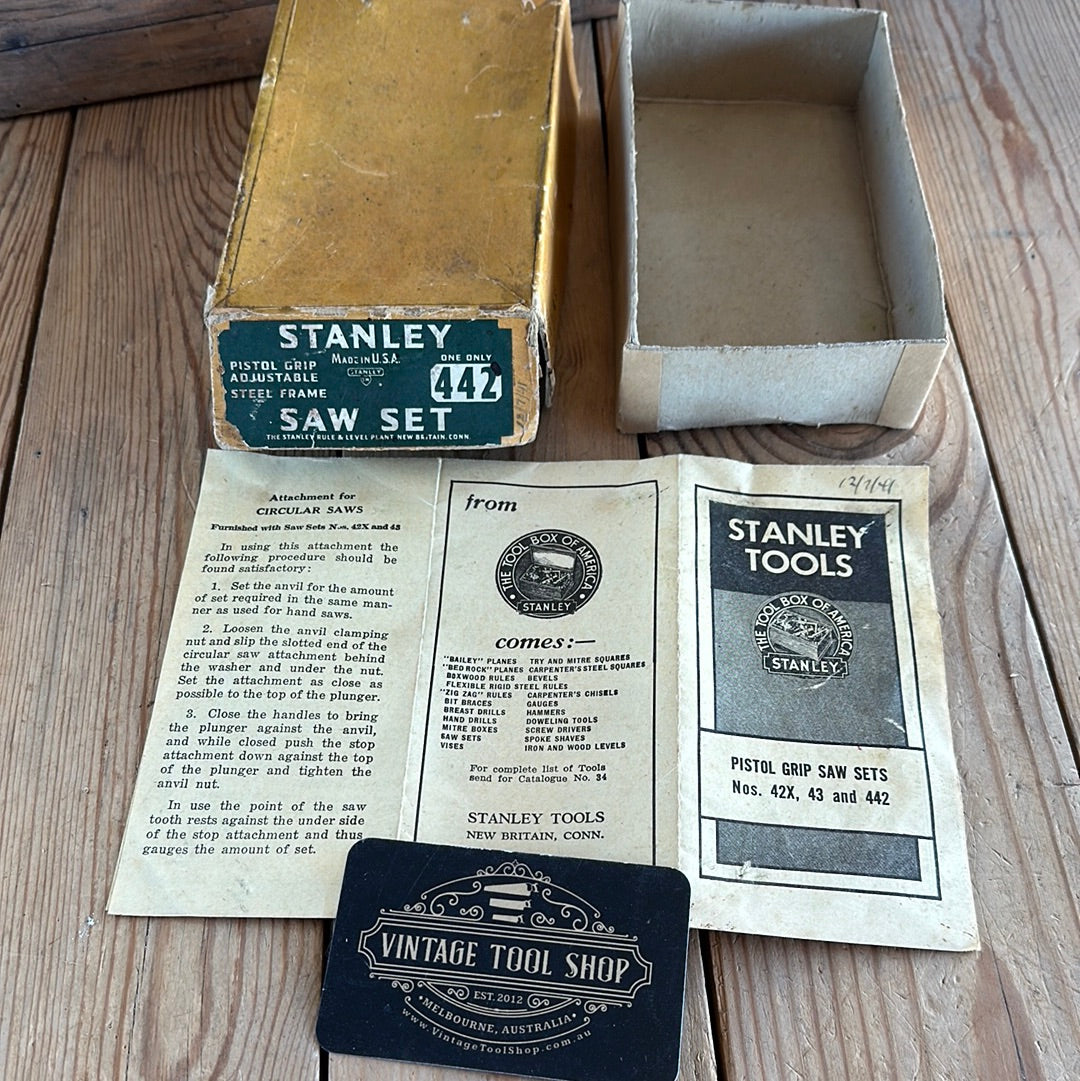 STANLEY
MADE IN U.S.A.
PISTOL GRIP
ADJUSTABLE
STEEL FRAME
STANLEY
ONE ONLY
442
SAW SET
THE STANLEY RULE & LEVEL PLANT NEW BRITAIN. CONN.
Attachment for
CIRCULAR SAWS
Furnished with Saw Sets Nos. 42X and 43
In using this attachment the
following procedure should be
found satisfactory:
1. Set the anvil for the amount
of set required in the same man-
ner as used for hand saws.
2. Loosen the anvil clamping
nut and slip the slotted end of the
circular saw attachment behind
the washer and under the nut.
Set the attachment as close as
possible to the top of the plunger.
3. Close the handles to bring
the plunger against the anvil,
and while closed push the stop
attachment down against the top
of the plunger and tighten the
anvil nut.
In use the point of the saw
tooth rests against the under side
of the stop attachment and thus
gauges the amount of set.
from
THE TOOL BOX OF AMERICA
STANLEY
comes:—
"BAILEY" PLANES
"BED ROCK" PLANES
BOXWOOD RULES
FLEXIBLE RIGID STEEL RULES
"ZIG ZAG" RULES
BIT BRACES
BREAST DRILLS
HAND DRILLS
MITRE BOXES
SAW SETS
VISES
TRY AND MITRE SQUARES
CARPENTER'S STEEL SQUARES
BEVELS
CARPENTER'S CHISELS
GAUGES
HAMMERS
DOWELING TOOLS
SCREW DRIVERS
SPOKE SHAVES
IRON AND WOOD LEVELS
For complete list of Tools
send for Catalogue No. 34
STANLEY TOOLS
NEW BRITAIN, CONN.
12/7/41
STANLEY
TOOLS
THE TOOL BOX OF AMERICA
STANLEY
PISTOL GRIP SAW SETS
Nos. 42X, 43 and 442
VINTAGE TOOL SHOP
EST. 2012
MELBOURNE, AUSTRALIA
www.VintageToolShop.com.au